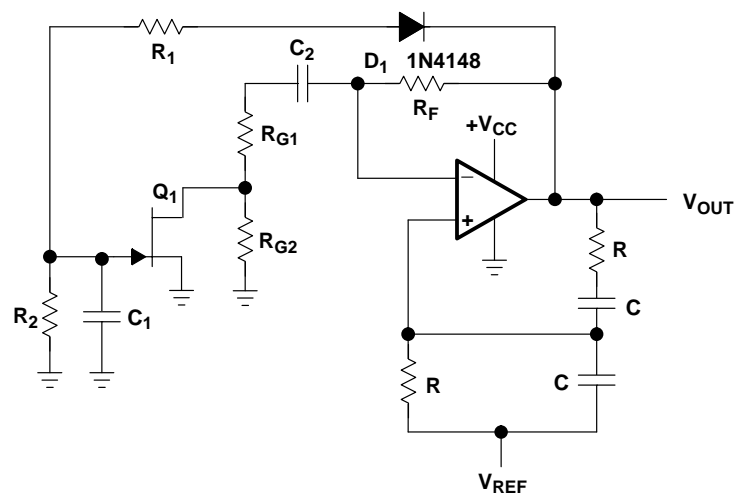 R1
C2
D1 1N4148
RF
+VCC
RG1
Q1
RG2
R2
C1
–
+
VOUT
R
C
R
C
VREF